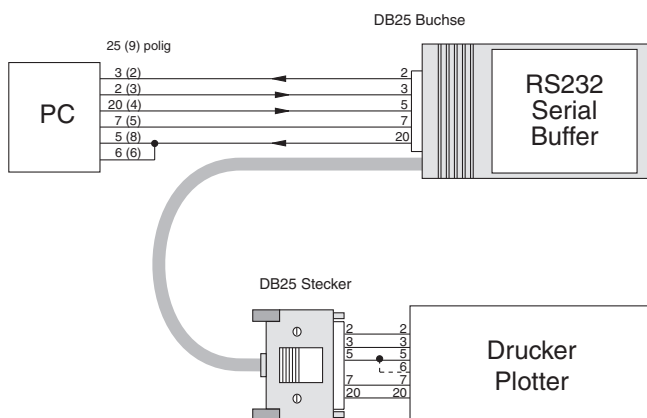 DB25 Buchse
25 (9) polig
PC
3 (2)
2 (3)
20 (4)
7 (5)
5 (8)
6 (6)
2
3
5
7
20
RS232
Serial
Buffer
DB25 Stecker
2
3
5
7
20
2
3
5
6
7
20
Drucker
Plotter